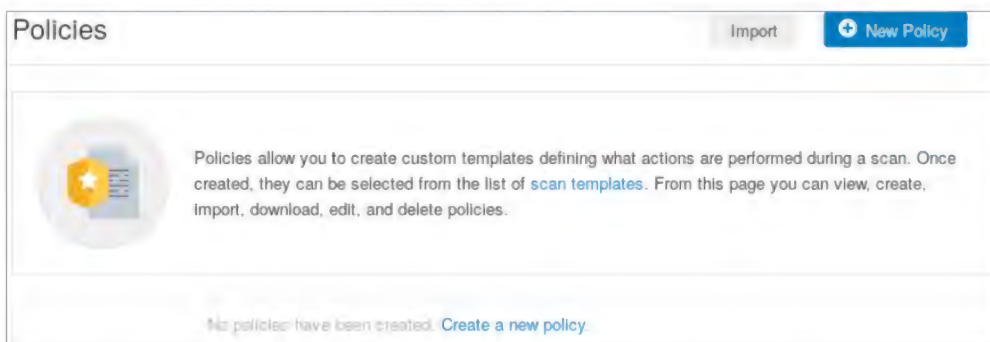 Policies
Import
New Policy
Policies allow you to create custom templates defining what actions are performed during a scan. Once
created, they can be selected from the list of scan templates. From this page you can view, create,
import, download, edit, and delete policies.
No policies have been created. Create a new policy.